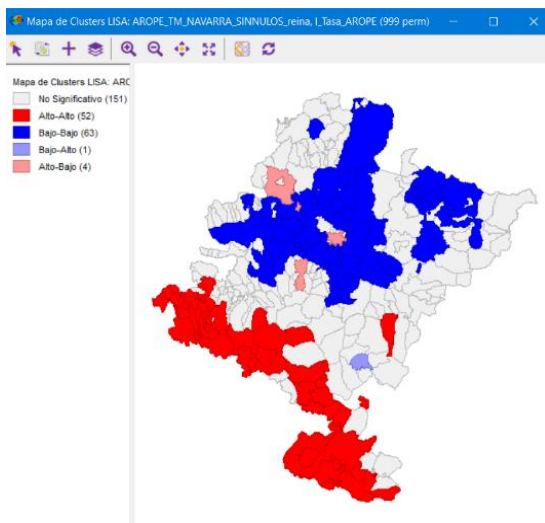 Mapa de Clusters LISA: AROPE_TM_NAVARRA_SINNULOS_reina, I_Tasa_AROPE (999 perm)
Mapa de Clusters LISA: ARC
No Significativo (151)
Alto-Alto (52)
Bajo-Bajo (63)
Bajo-Alto (1)
Alto-Bajo (4)